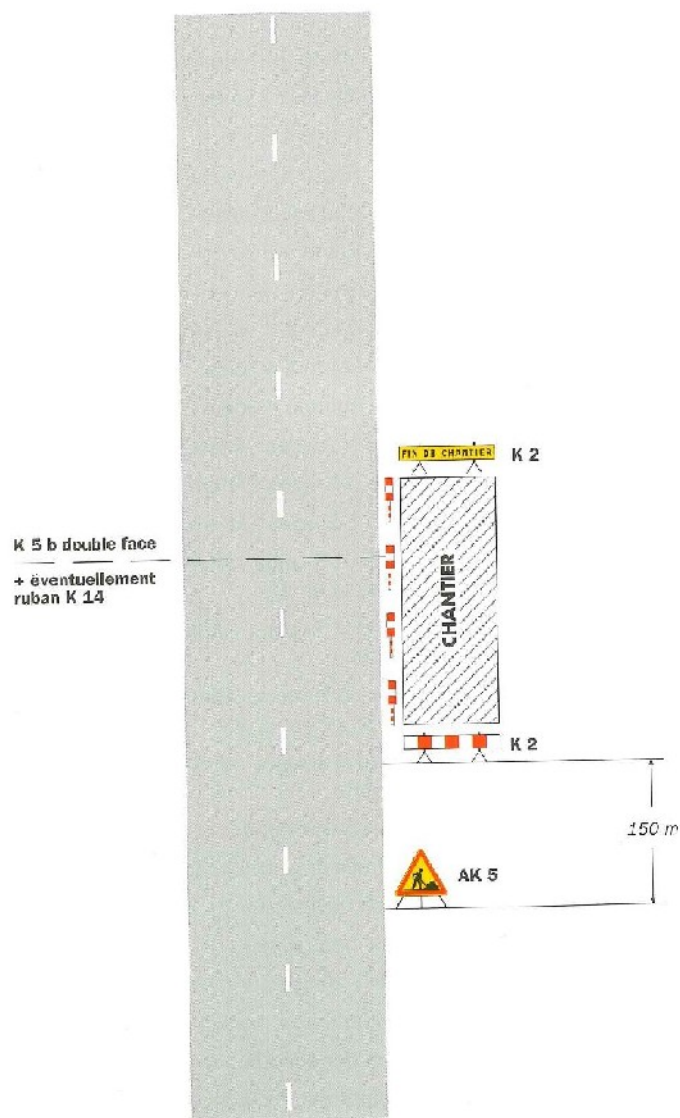 FIN DE CHANTIER
K 2
K 5 b double face
+ éventuellement
ruban K 14
CHANTIER
K 2
150 m
AK 5